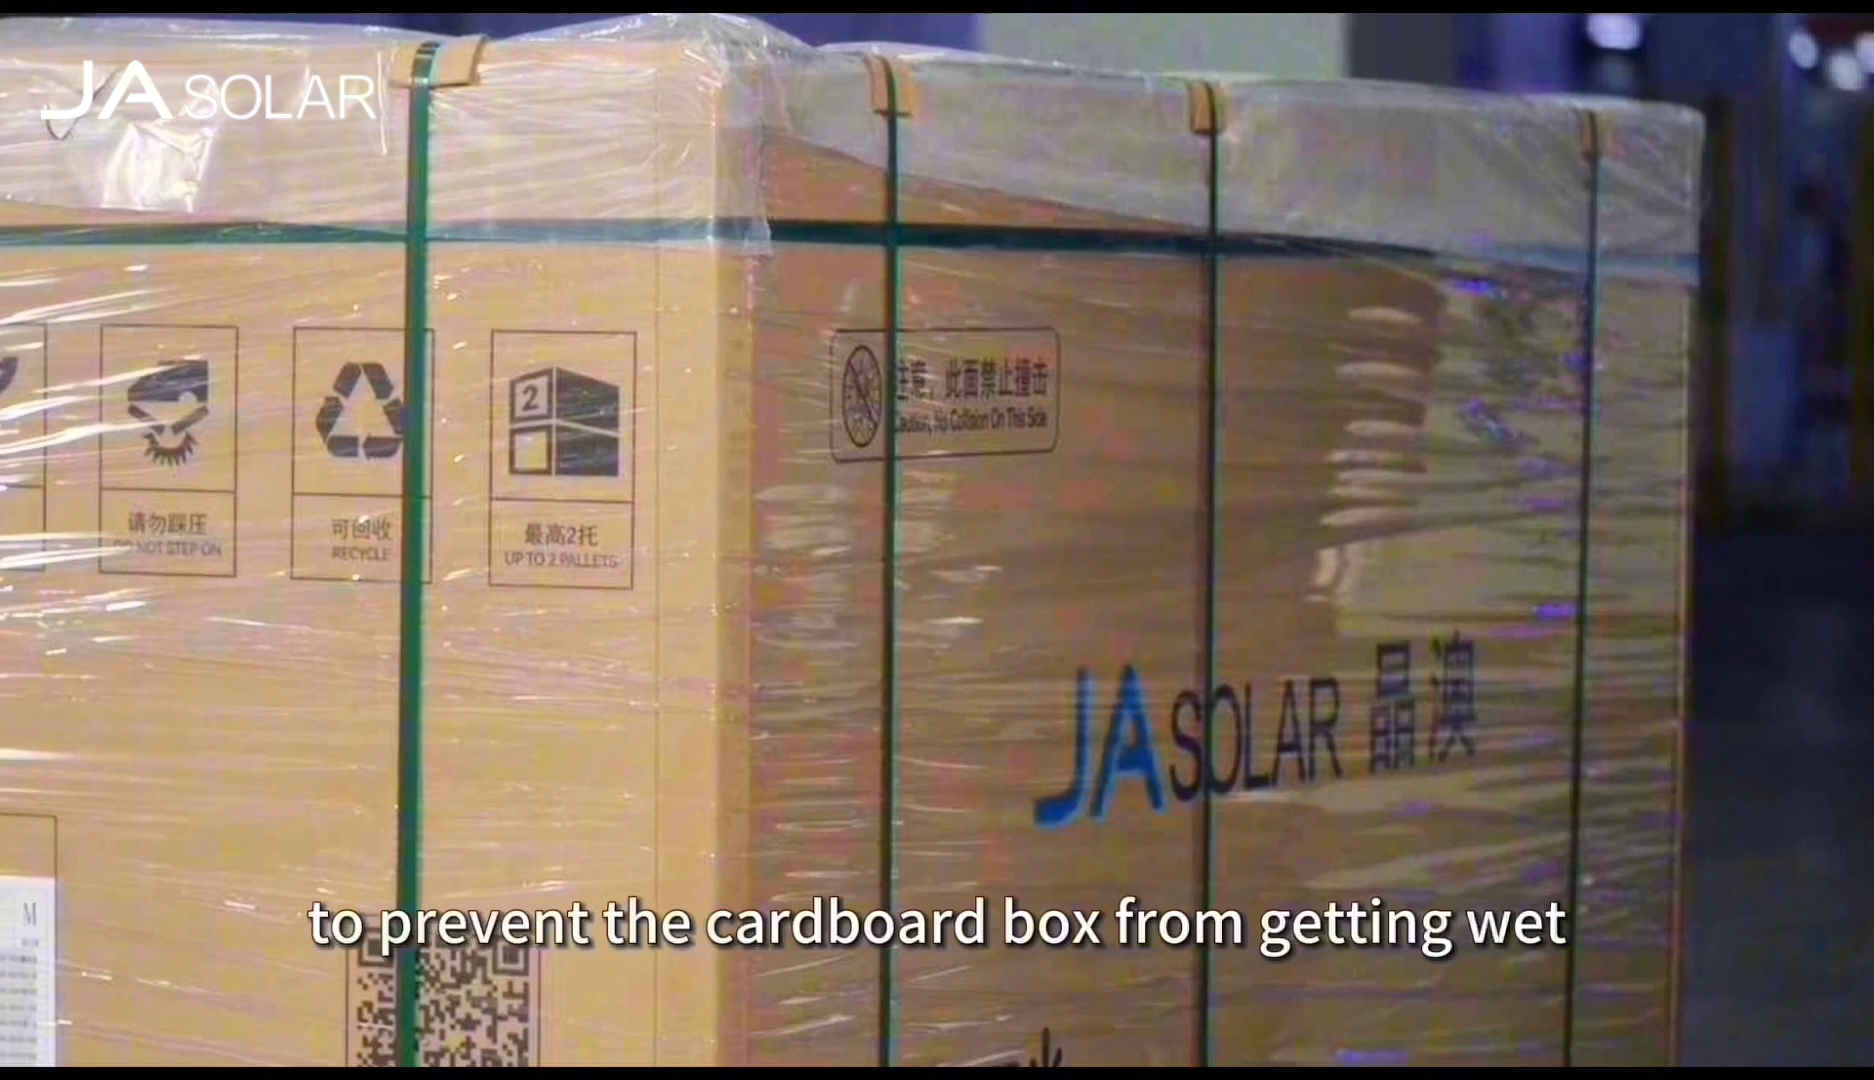 JA SOLAR
2
请勿踩压
DO NOT STEP ON
可回收
RECYCLE
最高2托
UP TO 2 PALLETS
注意，此面禁止撞击
Caution, No Collision On This Side
JA SOLAR 晶澳
M
to prevent the cardboard box from getting wet